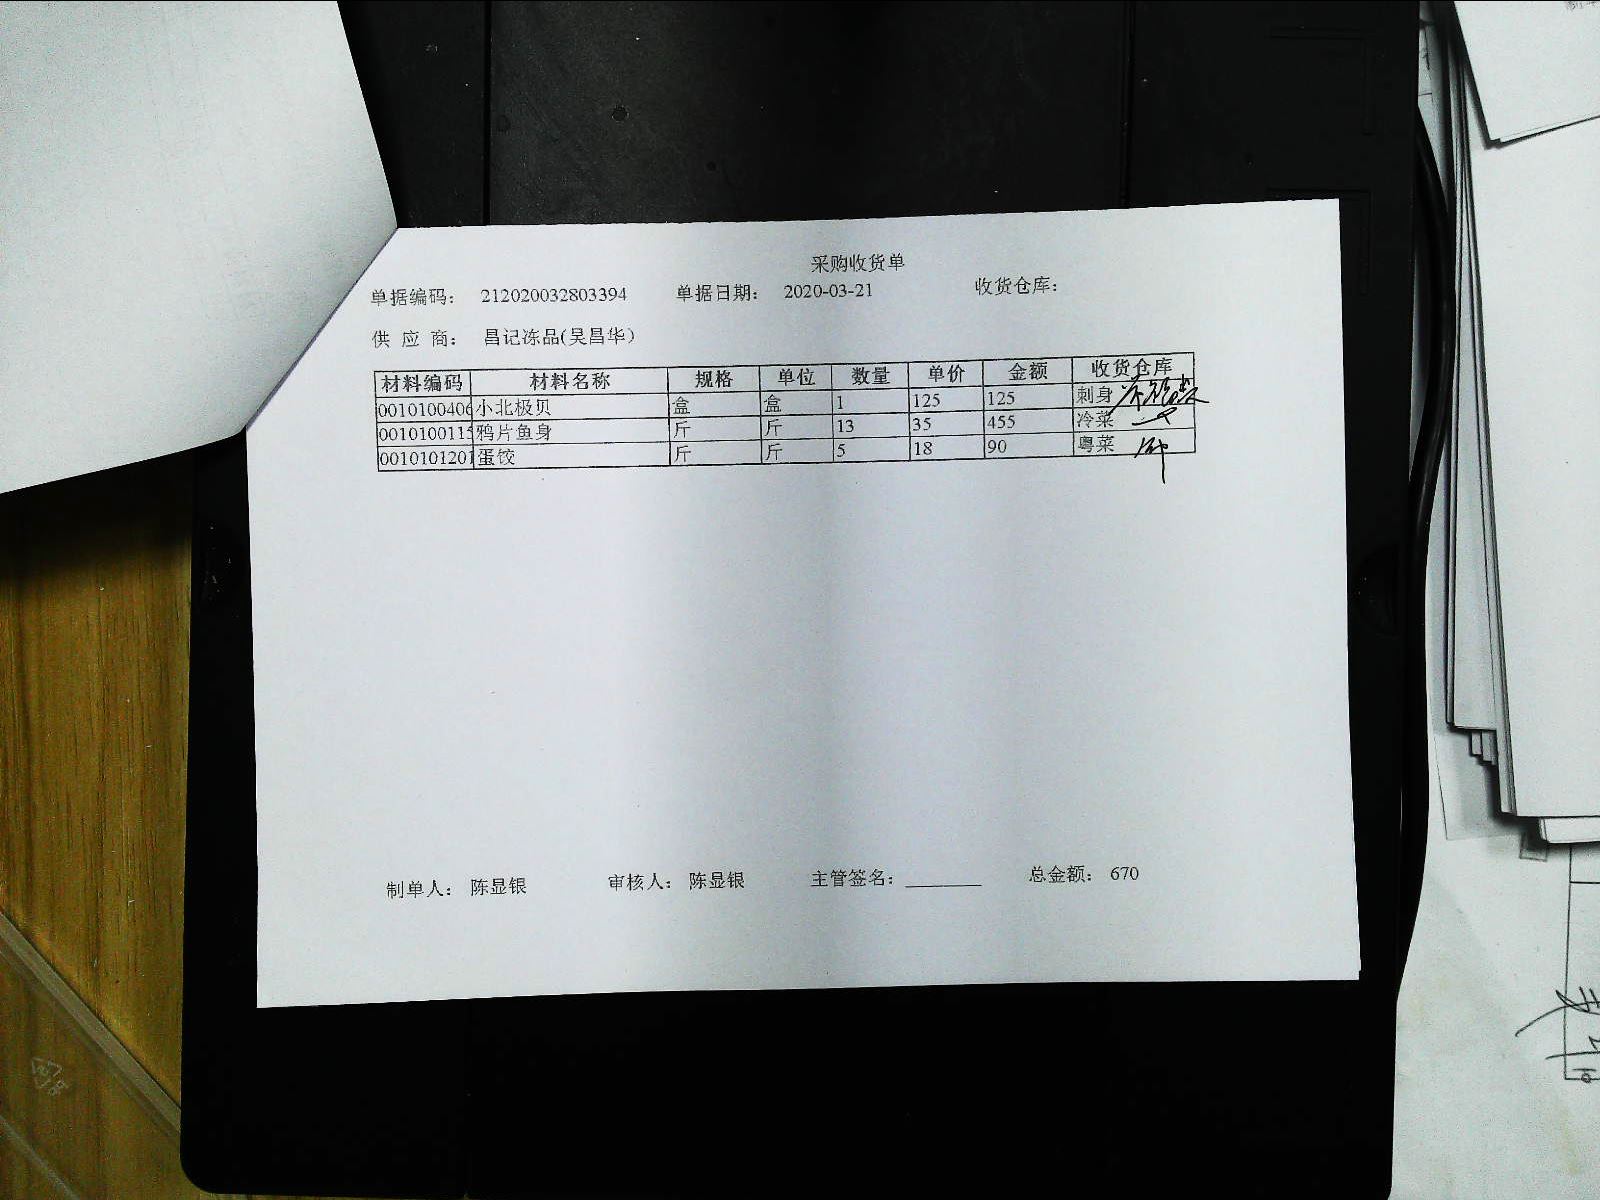 采购收货单
单据编码： 212020032803394 单据日期： 2020-03-21 收货仓库：
供 应 商： 昌记冻品(吴昌华)
材料编码 材料名称 规格 单位 数量 单价 金额 收货仓库
0010100406 小北极贝 盒 盒 1 125 125 刺身
0010100115 鸦片鱼身 斤 斤 13 35 455 冷菜
0010101201 蛋饺 斤 斤 5 18 90 粤菜
制单人： 陈显银 审核人： 陈显银 主管签名： 总金额： 670